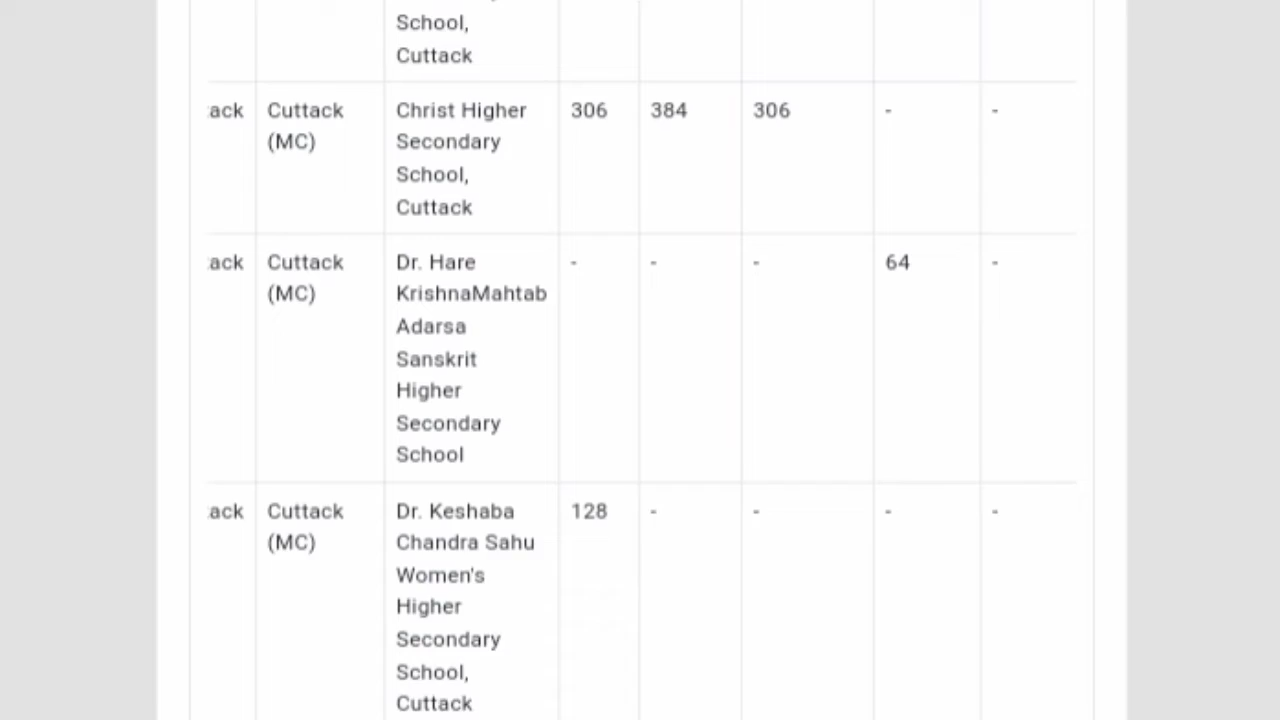 School,
Cuttack
ack Cuttack Christ Higher 306 384 306 - -
(MC) Secondary
School,
Cuttack
ack Cuttack Dr. Hare - - - 64 -
(MC) KrishnaMahtab
Adarsa
Sanskrit
Higher
Secondary
School
ack Cuttack Dr. Keshaba 128 - - - -
(MC) Chandra Sahu
Women's
Higher
Secondary
School,
Cuttack